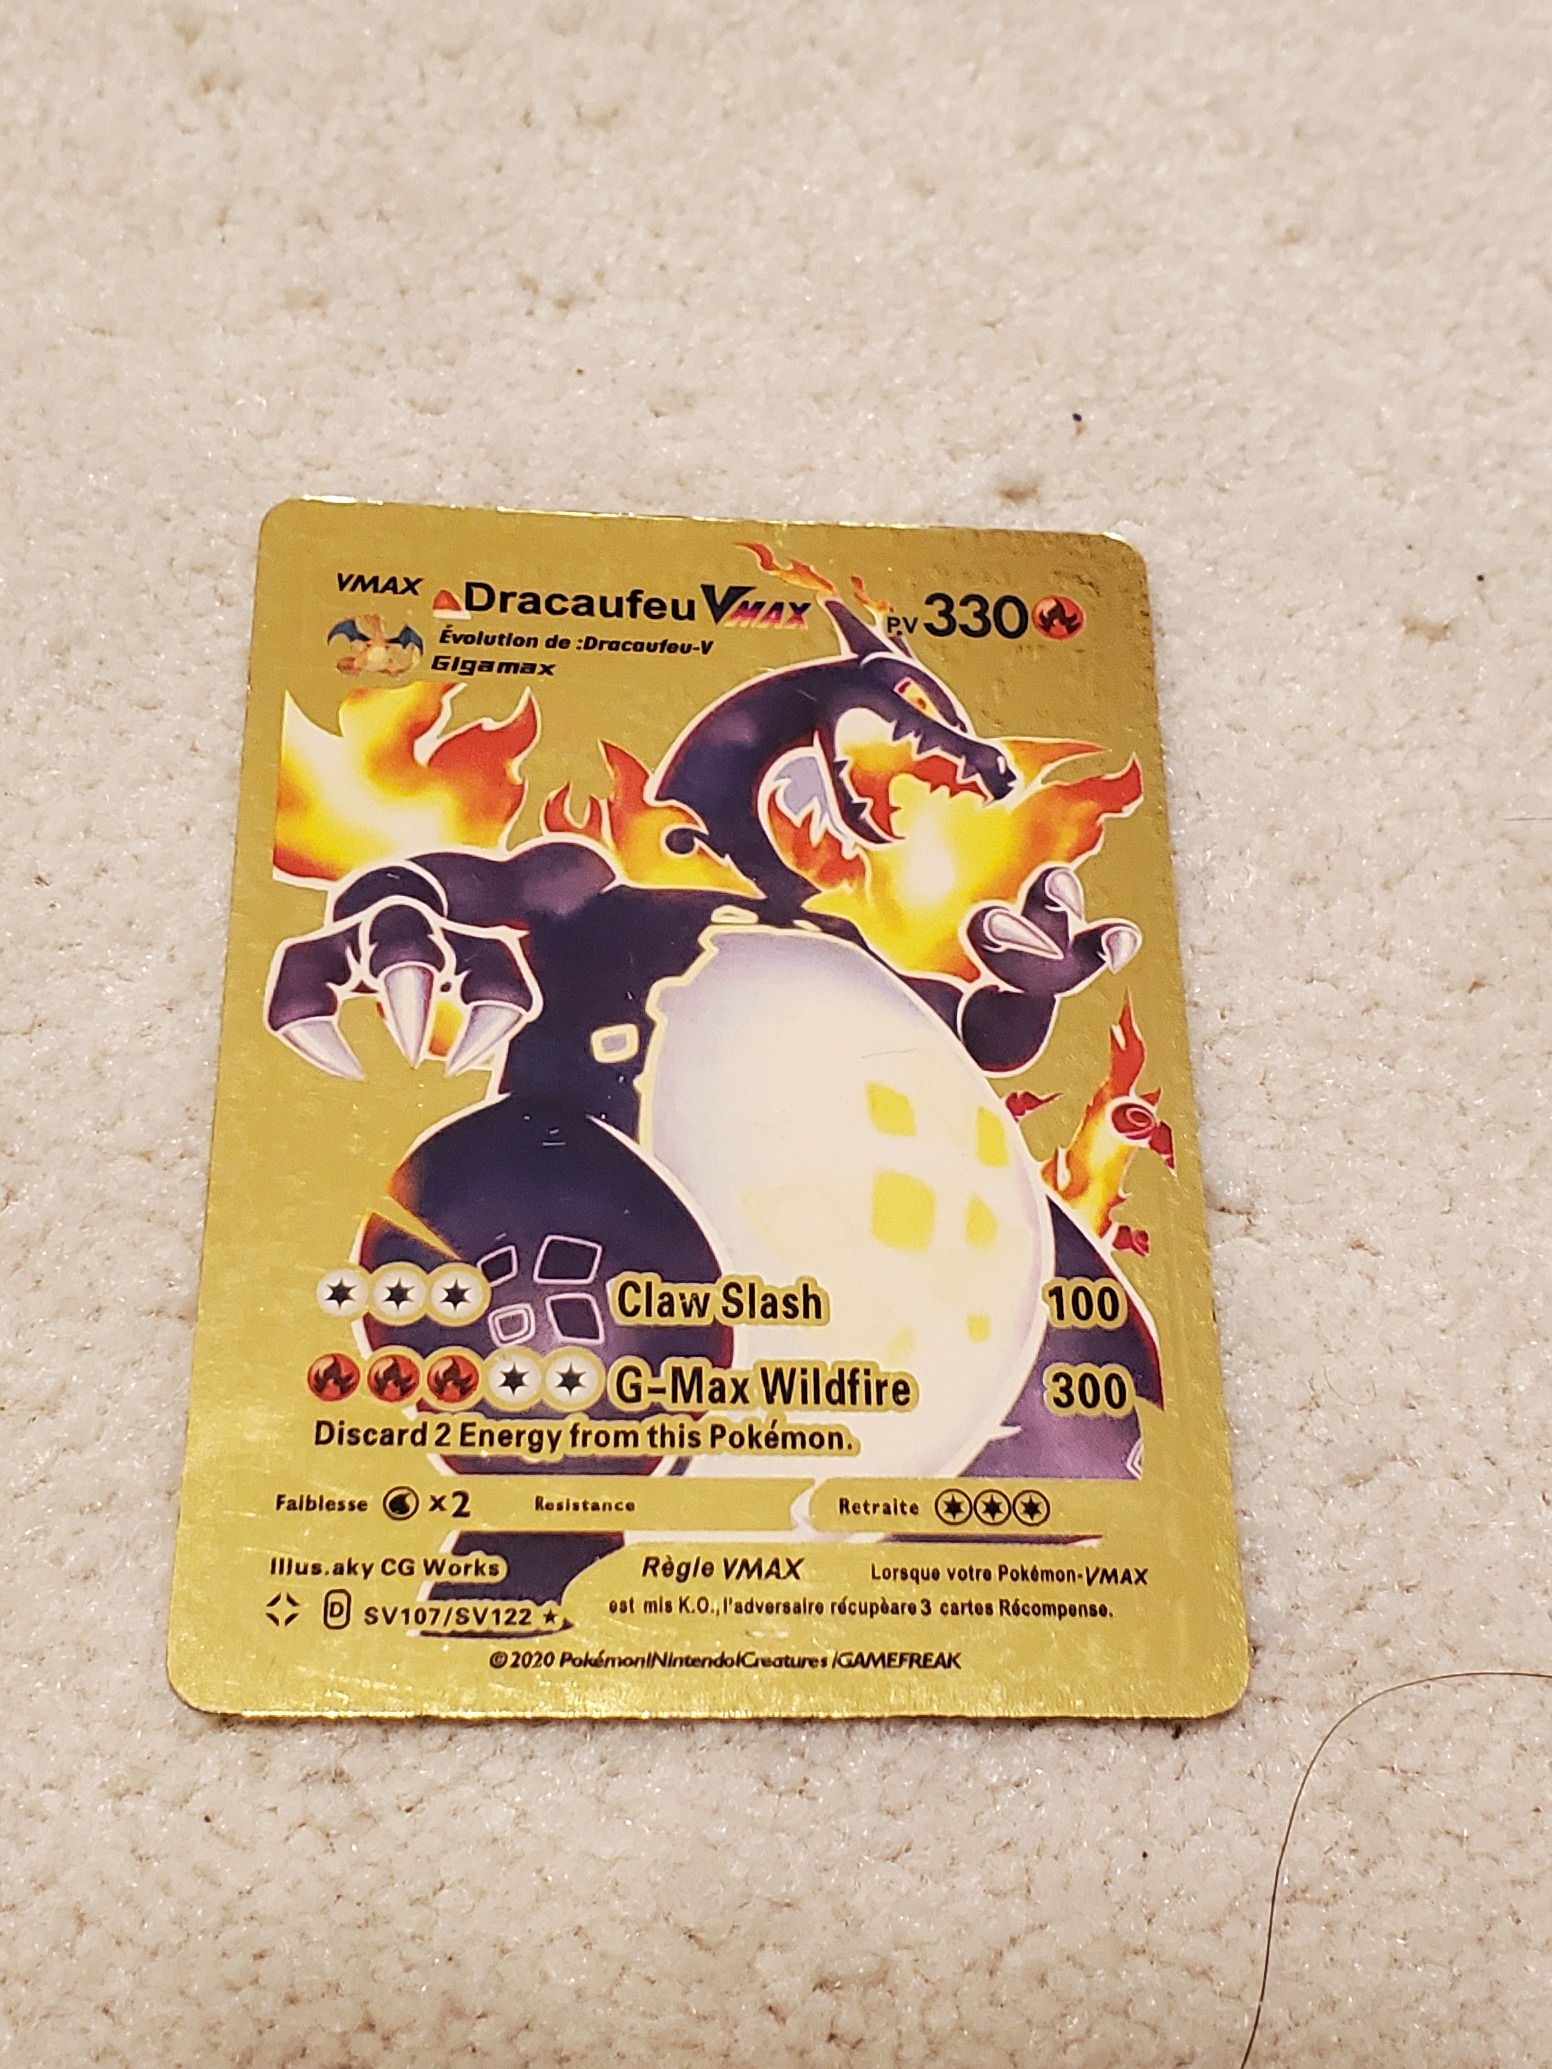 VMAX Dracaufeu VMAX PV 330
Évolution de :Dracaufeu-V
Gigamax
Claw Slash 100
G-Max Wildfire 300
Discard 2 Energy from this Pokémon.
Faiblesse x2 Resistance Retraite
Illus.aky CG Works Règle VMAX Lorsque votre Pokémon-VMAX
est mis K.O., l'adversaire récupèare 3 cartes Récompense.
D SV107/SV122 ★
©2020 Pokémon/Nintendo/Creatures /GAMEFREAK